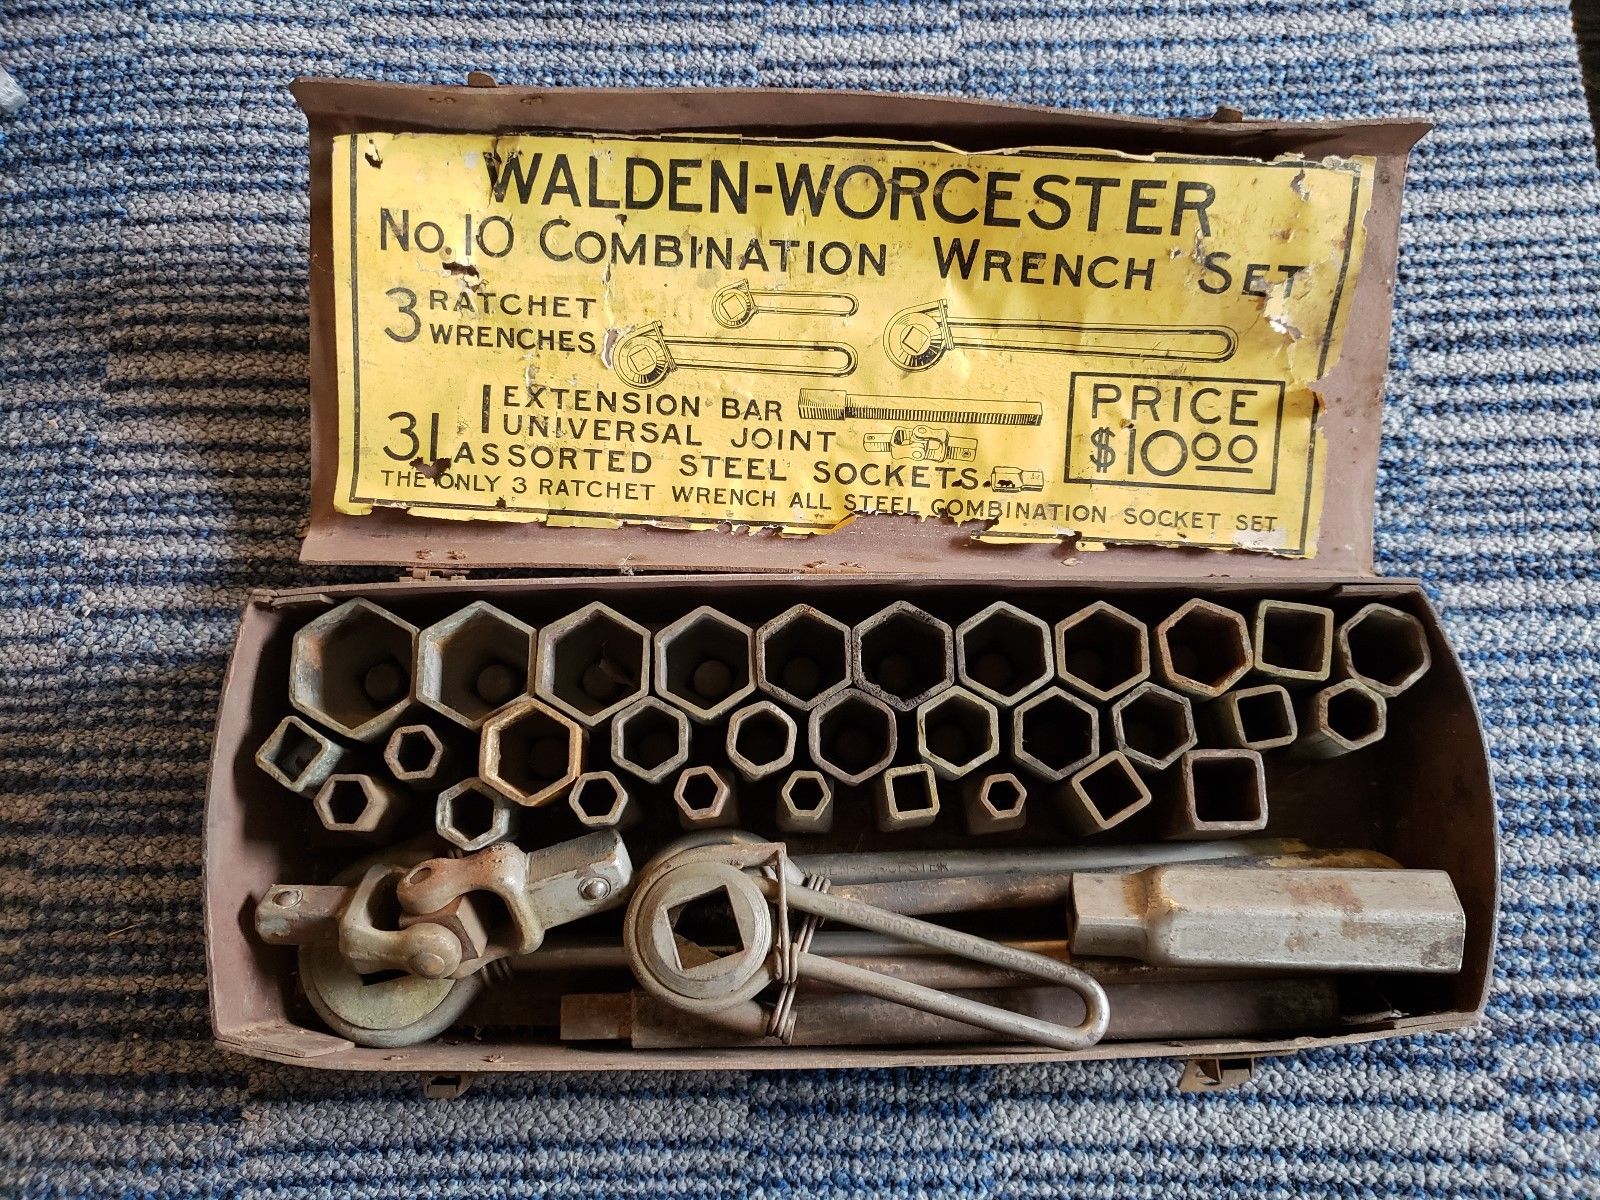 WALDEN-WORCESTER
No. 10 COMBINATION WRENCH SET
3 RATCHET WRENCHES
1 EXTENSION BAR
1 UNIVERSAL JOINT
31 ASSORTED STEEL SOCKETS
PRICE
$10.00
THE ONLY 3 RATCHET WRENCH ALL STEEL COMBINATION SOCKET SET
WORCESTER